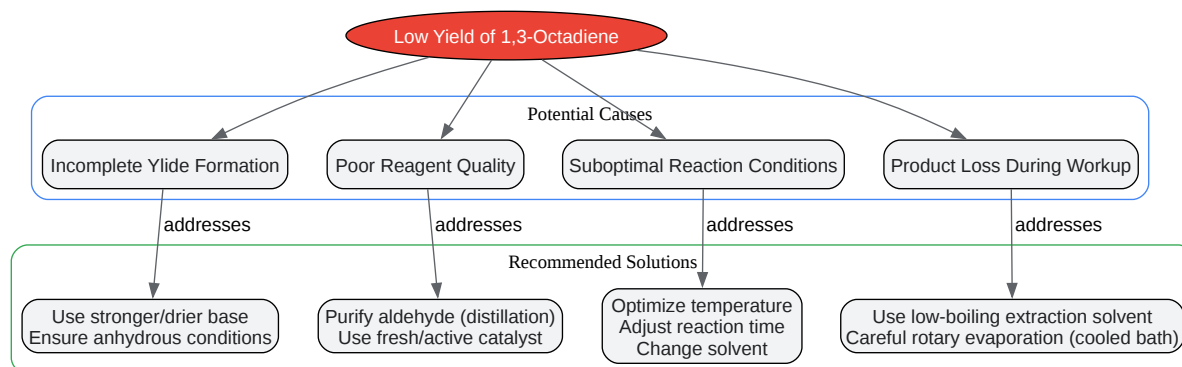 Low Yield of 1,3-Octadiene
Potential Causes
Incomplete Ylide Formation
Poor Reagent Quality
Suboptimal Reaction Conditions
Product Loss During Workup
addresses
addresses
addresses
addresses
Recommended Solutions
Use stronger/drier base
Ensure anhydrous conditions
Purify aldehyde (distillation)
Use fresh/active catalyst
Optimize temperature
Adjust reaction time
Change solvent
Use low-boiling extraction solvent
Careful rotary evaporation (cooled bath)